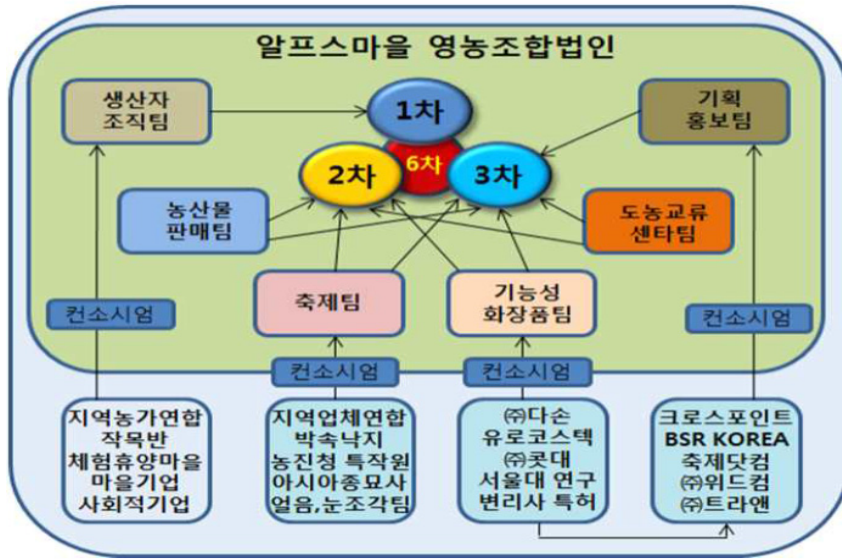 알프스마을 영농조합법인
생산자
조직팀
1차
기획
홍보팀
2차
6차
3차
농산물
판매팀
도농교류
센타팀
축제팀
기능성
화장품팀
컨소시엄
컨소시엄
컨소시엄
컨소시엄
지역농가연합
작목반
체험휴양마을
마을기업
사회적기업
지역업체연합
박속낙지
농진청 특작원
아시아종묘사
얼음,눈조각팀
㈜다손
유로코스텍
㈜콧대
서울대 연구
변리사 특허
크로스포인트
BSR KOREA
축제닷컴
㈜위드컴
㈜트라앤